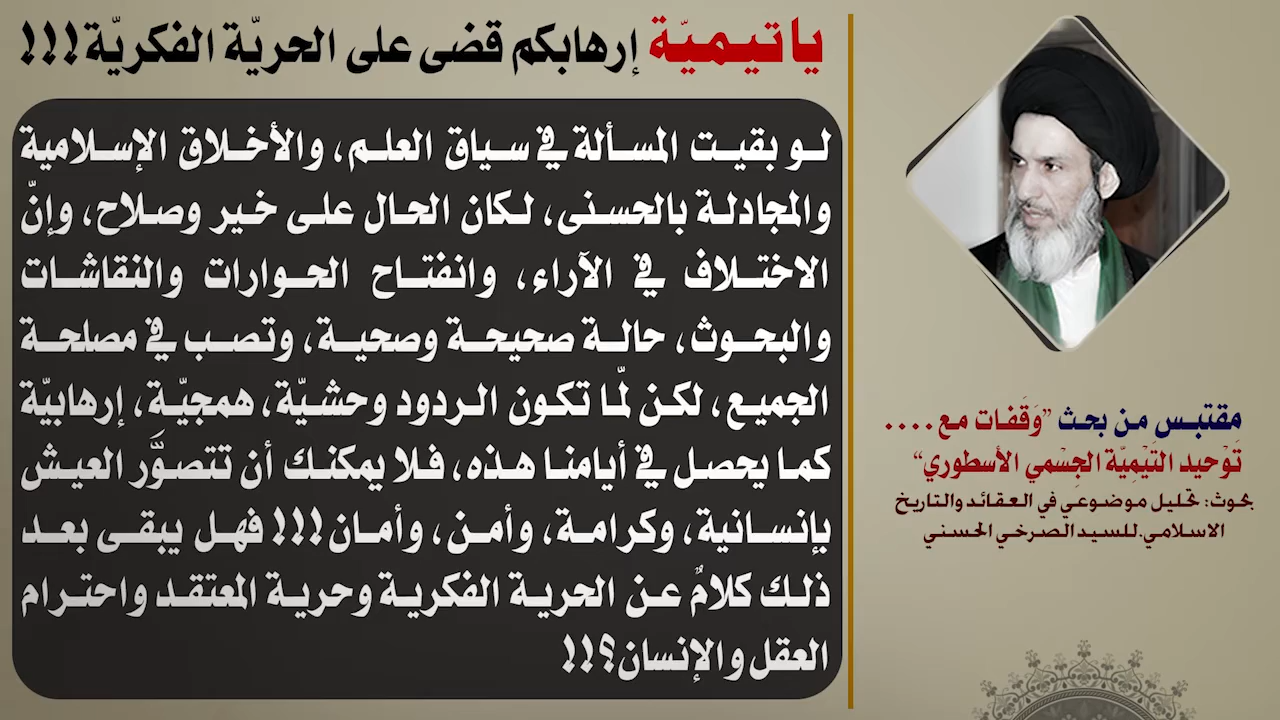 يا تيميّة إرهابكم قضى على الحريّة الفكريّة!!!
لو بقيت المسألة في سياق العلم، والأخلاق الإسلامية
والمجادلة بالحسنى، لكان الحال على خير وصلاح، وإنّ
الاختلاف في الآراء، وانفتاح الحوارات والنقاشات
والبحوث، حالة صحيحة وصحية، وتصب في مصلحة
الجميع، لكن لمّا تكون الردود وحشيّة، همجيّة، إرهابيّة
كما يحصل في أيامنا هذه، فلا يمكنك أن تتصوَّر العيش
بإنسانية، وكرامة، وأمن، وأمان!!! فهل يبقى بعد
ذلك كلامٌ عن الحرية الفكرية وحرية المعتقد واحترام
العقل والإنسان؟!!
مقتبس من بحث "وَقَفات مع....
تَوْحيد التَيْمِيّة الجِسْمي الأسطوري"
بحوث: تحليل موضوعي في العقائد والتاريخ
الاسلامي.للسيد الصرخي الحسني